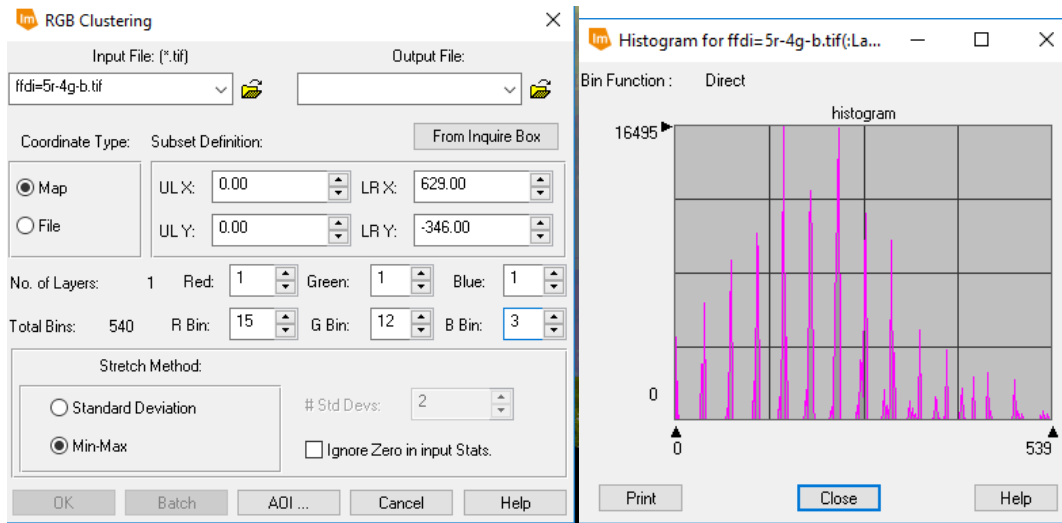 Im RGB Clustering
Input File: (*.tif) Output File:
ffdi=5r-4g-b.tif
Coordinate Type: Subset Definition: From Inquire Box
Map UL X: 0.00 LR X: 629.00
File UL Y: 0.00 LR Y: -346.00
No. of Layers: 1 Red: 1 Green: 1 Blue: 1
Total Bins: 540 R Bin: 15 G Bin: 12 B Bin: 3
Stretch Method:
Standard Deviation # Std Devs: 2
Min-Max Ignore Zero in input Stats.
OK Batch AOI ... Cancel Help
Im Histogram for ffdi=5r-4g-b.tif(:La...
Bin Function : Direct
histogram
16495
0
0 539
Print Close Help